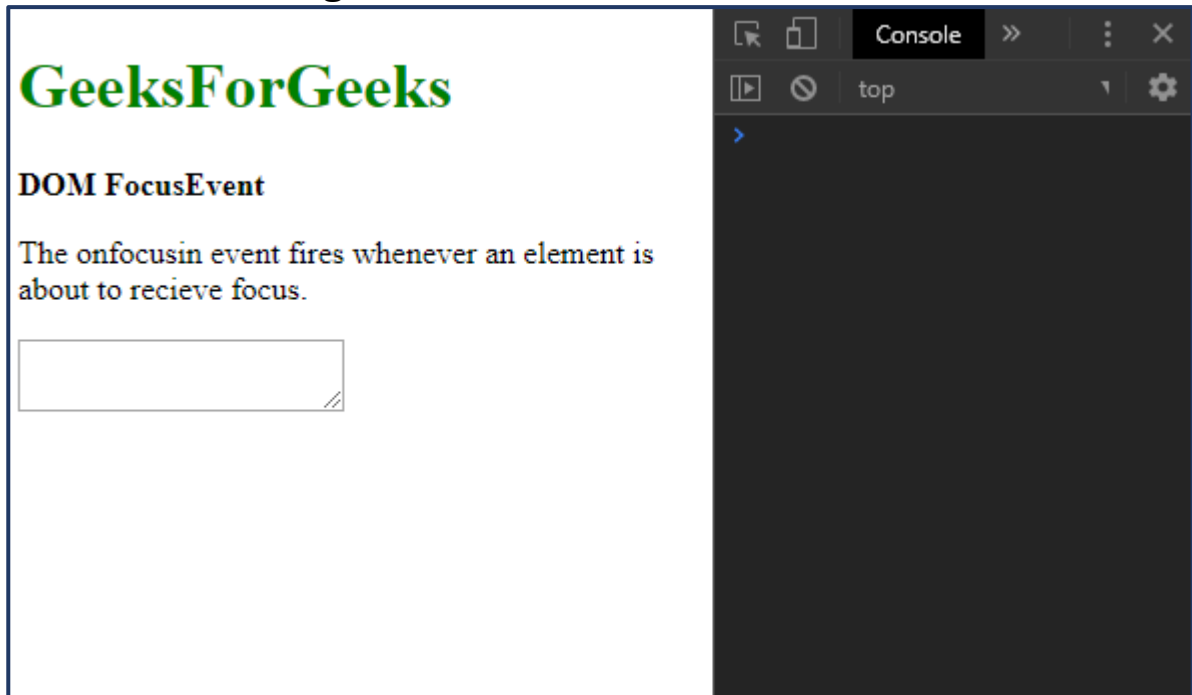 GeeksForGeeks
DOM FocusEvent
The onfocusin event fires whenever an element is
about to recieve focus.
Console
top